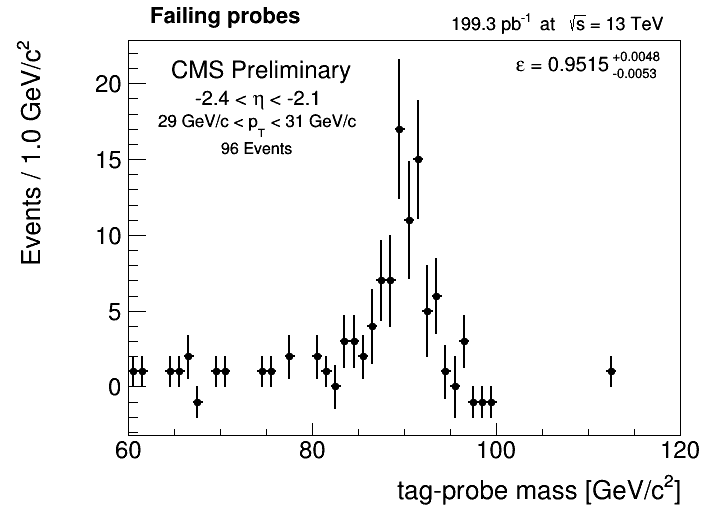 Failing probes
199.3 pb⁻¹ at √s = 13 TeV
CMS Preliminary
-2.4 < η < -2.1
29 GeV/c < p_T < 31 GeV/c
96 Events
ε = 0.9515 +0.0048 -0.0053
Events / 1.0 GeV/c²
20
15
10
5
0
60 80 100 120
tag-probe mass [GeV/c²]